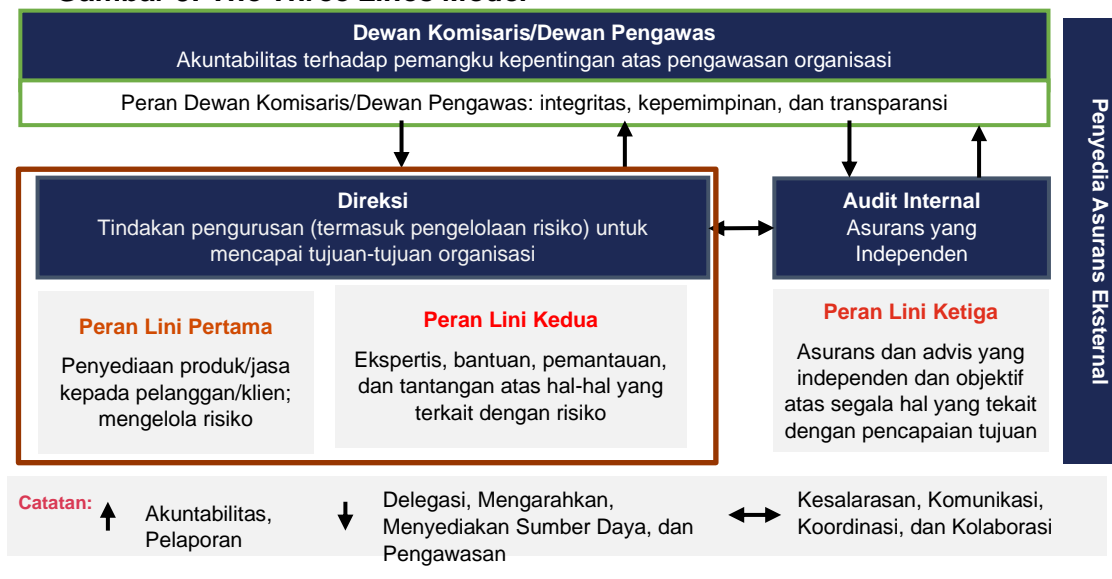 Dewan Komisaris/Dewan Pengawas
Akuntabilitas terhadap pemangku kepentingan atas pengawasan organisasi
Peran Dewan Komisaris/Dewan Pengawas: integritas, kepemimpinan, dan transparansi
Direksi
Tindakan pengurusan (termasuk pengelolaan risiko) untuk
mencapai tujuan-tujuan organisasi
Audit Internal
Asurans yang
Independen
Peran Lini Pertama
Penyediaan produk/jasa
kepada pelanggan/klien;
mengelola risiko
Peran Lini Kedua
Ekspertis, bantuan, pemantauan,
dan tantangan atas hal-hal yang
terkait dengan risiko
Peran Lini Ketiga
Asurans dan advis yang
independen dan objektif
atas segala hal yang tekait
dengan pencapaian tujuan
Penyedia Asurans Eksternal
Catatan:
Akuntabilitas,
Pelaporan
Delegasi, Mengarahkan,
Menyediakan Sumber Daya, dan
Pengawasan
Kesalarasan, Komunikasi,
Koordinasi, dan Kolaborasi